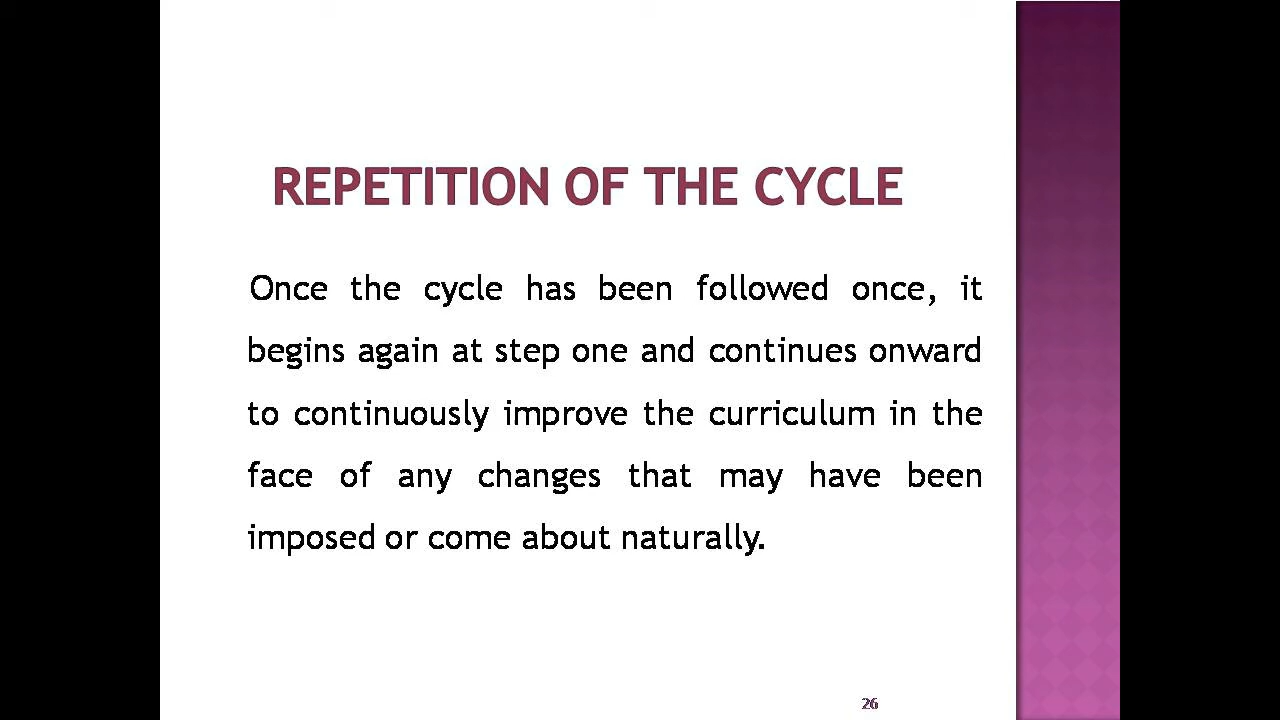 REPETITION OF THE CYCLE
Once the cycle has been followed once, it
begins again at step one and continues onward
to continuously improve the curriculum in the
face of any changes that may have been
imposed or come about naturally.
26